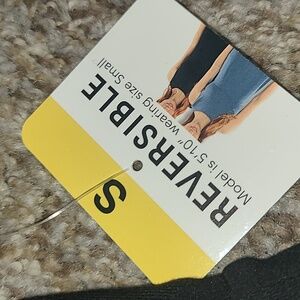 Model is 5'10" wearing size Small
REVERSIBLE
S